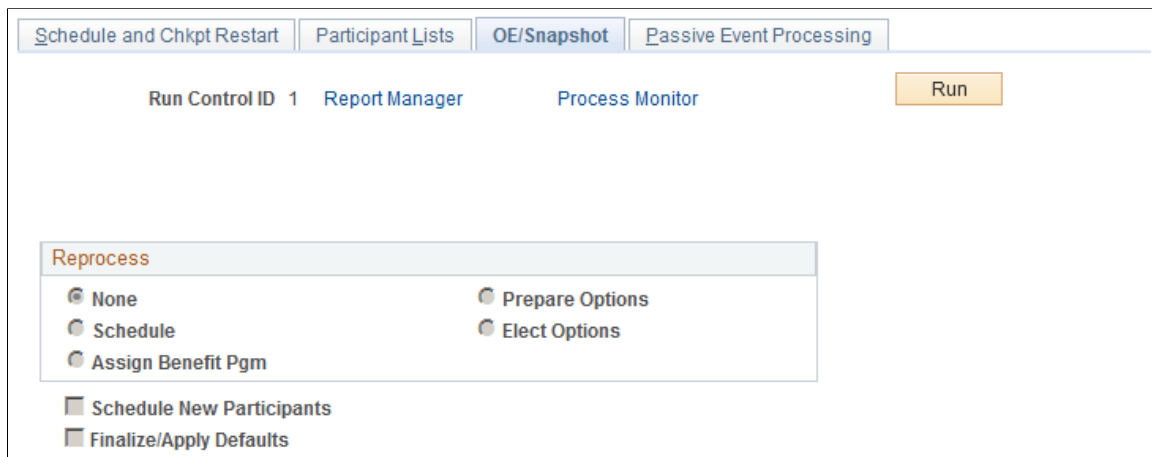 Schedule and Chkpt Restart Participant Lists OE/Snapshot Passive Event Processing
Run Control ID 1 Report Manager Process Monitor Run
Reprocess
None Prepare Options
Schedule Elect Options
Assign Benefit Pgm
Schedule New Participants
Finalize/Apply Defaults